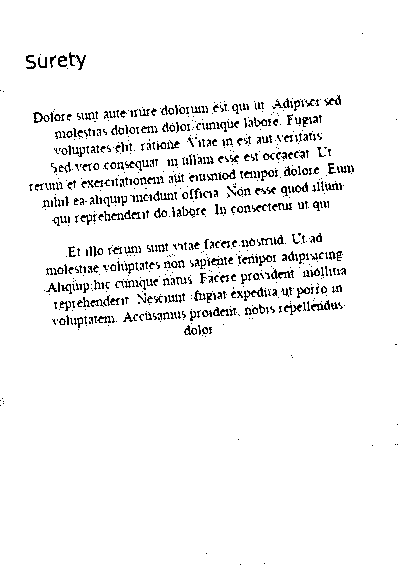 Surety
Dolore sunt aute irure dolorum est qui ut. Adipisci sed
molestias dolorem dolor cumque labore. Fugiat
voluptates elit, ratione. Vitae in est aut veritatis.
Sed vero consequat, in ullam esse est occaecat. Ut
rerum et exercitationem aut eiusmod tempor dolore. Eum
nihil ea aliquip incidunt officia. Non esse quod illum
qui reprehenderit do labore. In consectetur ut qui
Et illo rerum sunt vitae facere nostrud. Ut ad
molestiae voluptates non sapiente tempor adipisicing.
Aliquip hic cumque natus. Facere provident mollitia
reprehenderit. Nesciunt fugiat expedita ut porro in
voluptatem. Accusamus proident, nobis repellendus
dolor